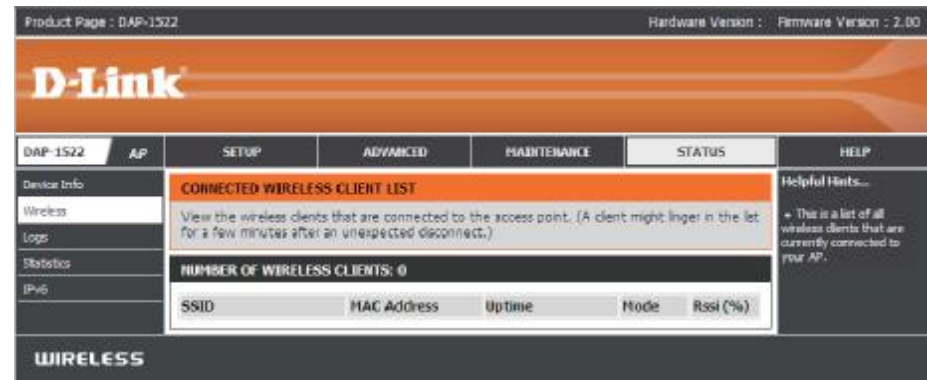 Product Page : DAP-1522 Hardware Version : Firmware Version : 2.00
D-Link
DAP-1522 AP SETUP ADVANCED MAINTENANCE STATUS HELP
Device Info
Wireless
Logs
Statistics
IPv6
CONNECTED WIRELESS CLIENT LIST
View the wireless clients that are connected to the access point. (A client might linger in the list
for a few minutes after an unexpected disconnect.)
NUMBER OF WIRELESS CLIENTS: 0
SSID MAC Address Uptime Mode Rssi (%)
Helpful Hints...
• This is a list of all
wireless clients that are
currently connected to
your AP.
WIRELESS